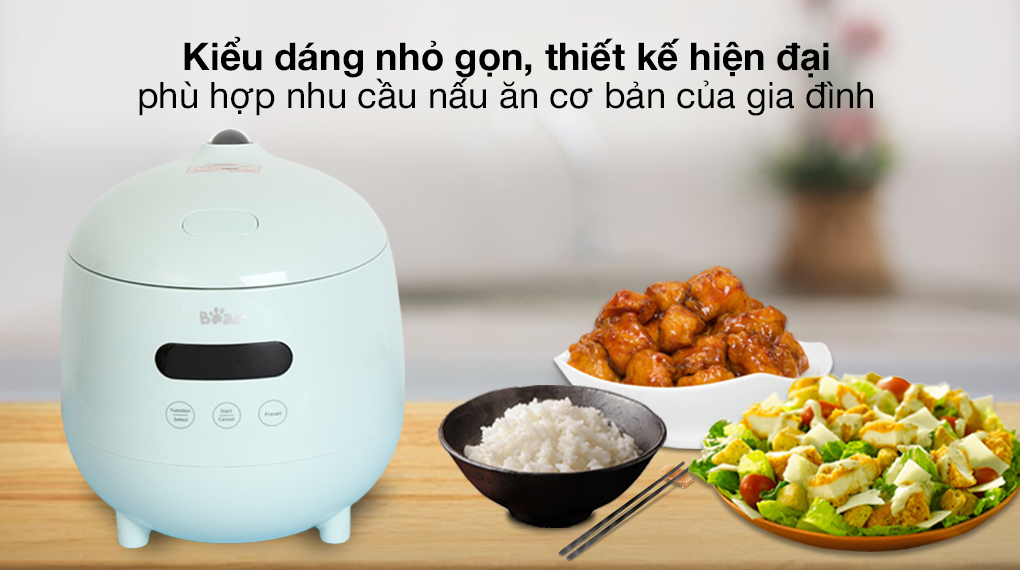 Kiểu dáng nhỏ gọn, thiết kế hiện đại
phù hợp nhu cầu nấu ăn cơ bản của gia đình
Bear
Function
Select
Start
Cancel
Preset